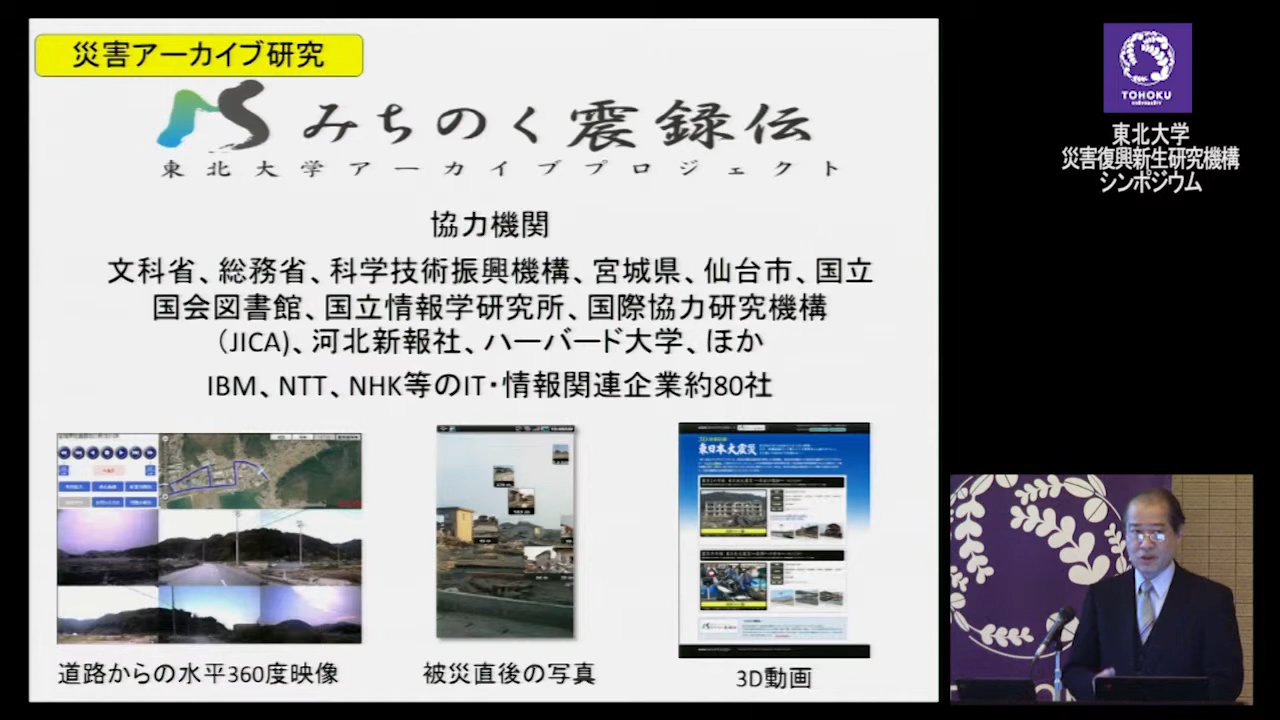 災害アーカイブ研究
みちのく震録伝
東北大学アーカイブプロジェクト
協力機関
文科省、総務省、科学技術振興機構、宮城県、仙台市、国立
国会図書館、国立情報学研究所、国際協力研究機構
（JICA)、河北新報社、ハーバード大学、ほか
IBM、NTT、NHK等のIT・情報関連企業約80社
東日本大震災
道路からの水平360度映像
被災直後の写真
3D動画
TOHOKU
UNIVERSITY
東北大学
災害復興新生研究機構
シンポジウム